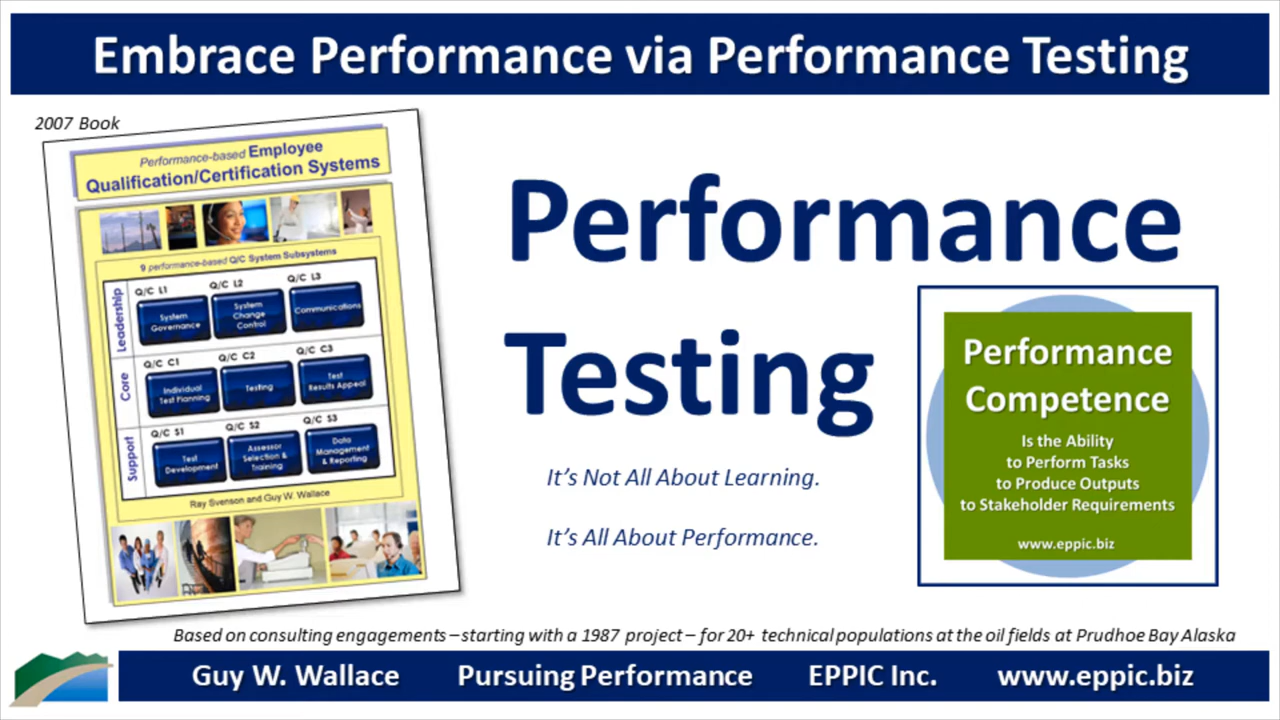 Embrace Performance via Performance Testing
2007 Book
Performance-based Employee
Qualification/Certification Systems
9 performance-based Q/C System Subsystems
Leadership
Q/C L1
Q/C L2
Q/C L3
System
Governance
System
Change
Control
Communications
Core
Q/C C1
Q/C C2
Q/C C3
Individual
Test Planning
Testing
Test
Results Appeal
Support
Q/C S1
Q/C S2
Q/C S3
Test
Development
Assessor
Selection &
Training
Data
Management
& Reporting
Ray Svenson and Guy W. Wallace
Performance
Testing
It's Not All About Learning.
It's All About Performance.
Performance
Competence
Is the Ability
to Perform Tasks
to Produce Outputs
to Stakeholder Requirements
www.eppic.biz
Based on consulting engagements – starting with a 1987 project – for 20+ technical populations at the oil fields at Prudhoe Bay Alaska
Guy W. Wallace Pursuing Performance EPPIC Inc. www.eppic.biz